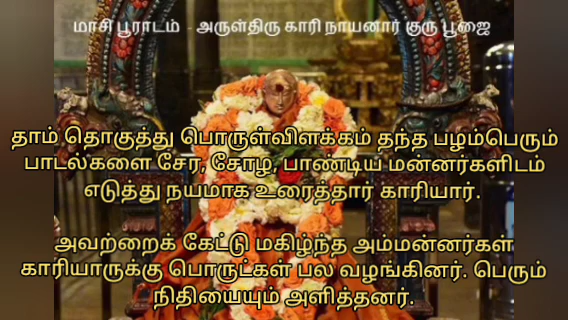 மாசி பூராடம் - அருள்திரு காரி நாயனார் குரு பூஜை
தாம் தொகுத்து பொருள்விளக்கம் தந்த பழம்பெரும்
பாடல்களை சேர, சோழ, பாண்டிய மன்னர்களிடம்
எடுத்து நயமாக உரைத்தார் காரியார்.
அவற்றைக் கேட்டு மகிழ்ந்த அம்மன்னர்கள்
காரியாருக்கு பொருட்கள் பல வழங்கினர். பெரும்
நிதியையும் அளித்தனர்.